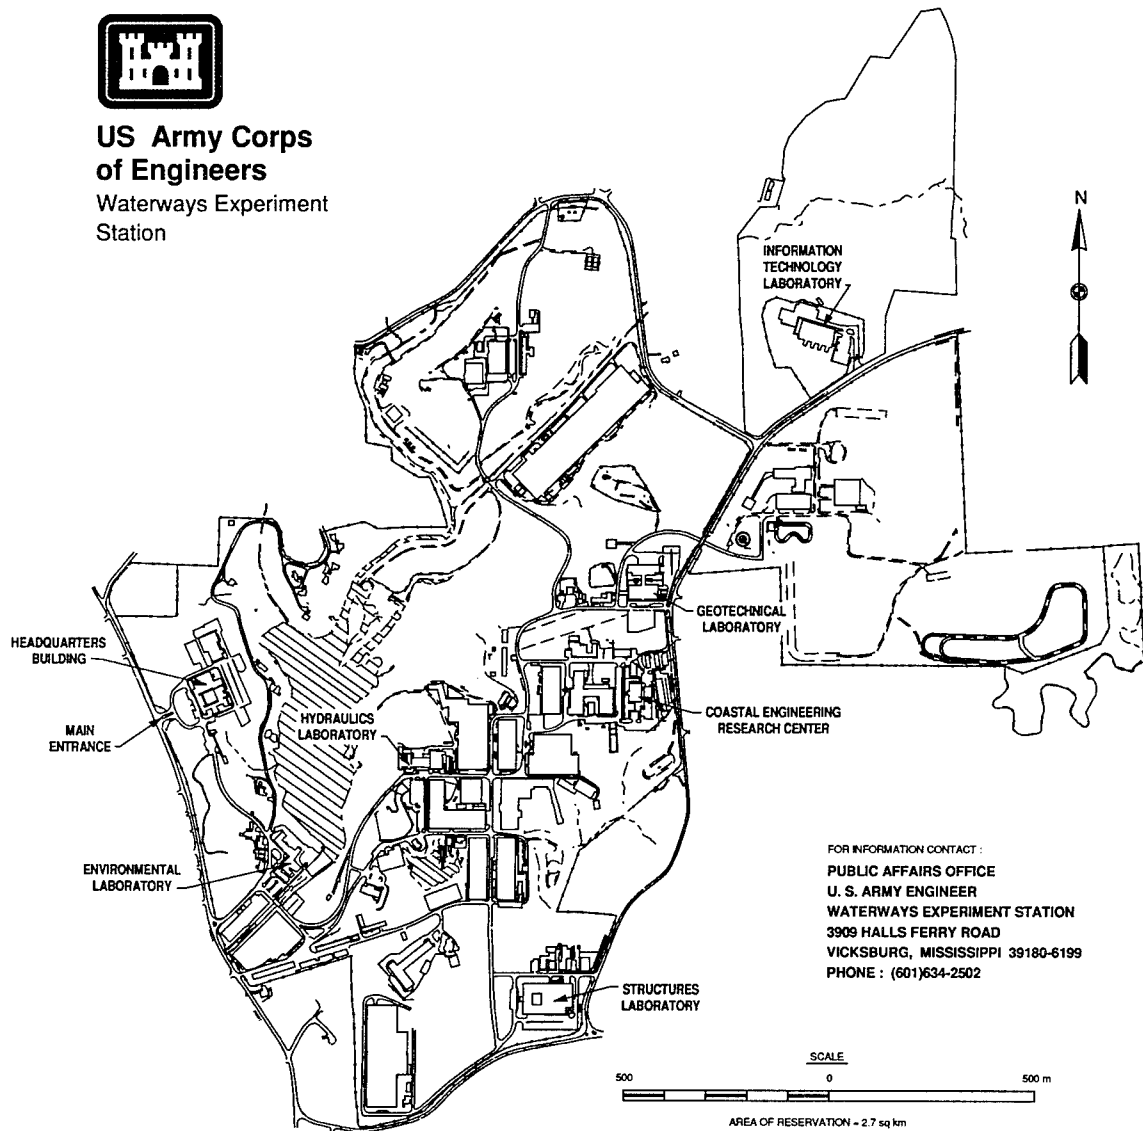 US Army Corps
of Engineers
Waterways Experiment
Station
N
INFORMATION
TECHNOLOGY
LABORATORY
GEOTECHNICAL
LABORATORY
HEADQUARTERS
BUILDING
MAIN
ENTRANCE
HYDRAULICS
LABORATORY
COASTAL ENGINEERING
RESEARCH CENTER
ENVIRONMENTAL
LABORATORY
STRUCTURES
LABORATORY
FOR INFORMATION CONTACT :
PUBLIC AFFAIRS OFFICE
U. S. ARMY ENGINEER
WATERWAYS EXPERIMENT STATION
3909 HALLS FERRY ROAD
VICKSBURG, MISSISSIPPI 39180-6199
PHONE : (601)634-2502
SCALE
500 0 500 m
AREA OF RESERVATION = 2.7 sq km